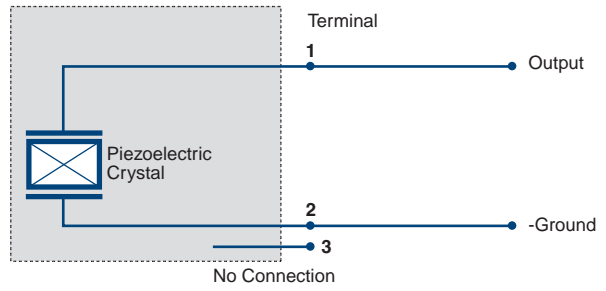 Terminal
1
Output
Piezoelectric
Crystal
2
-Ground
3
No Connection